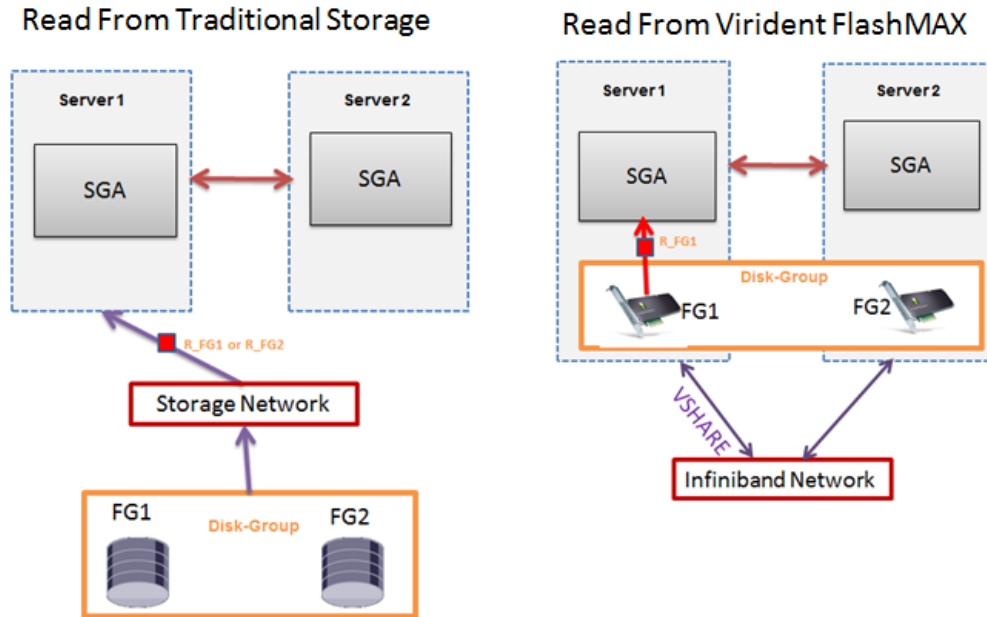 Read From Traditional Storage
Server 1
Server 2
SGA
SGA
R_FG1 or R_FG2
Storage Network
FG1
Disk-Group
FG2
Read From Virident FlashMAX
Server 1
Server 2
SGA
SGA
R_FG1
Disk-Group
FG1
FG2
VSHARE
Infiniband Network